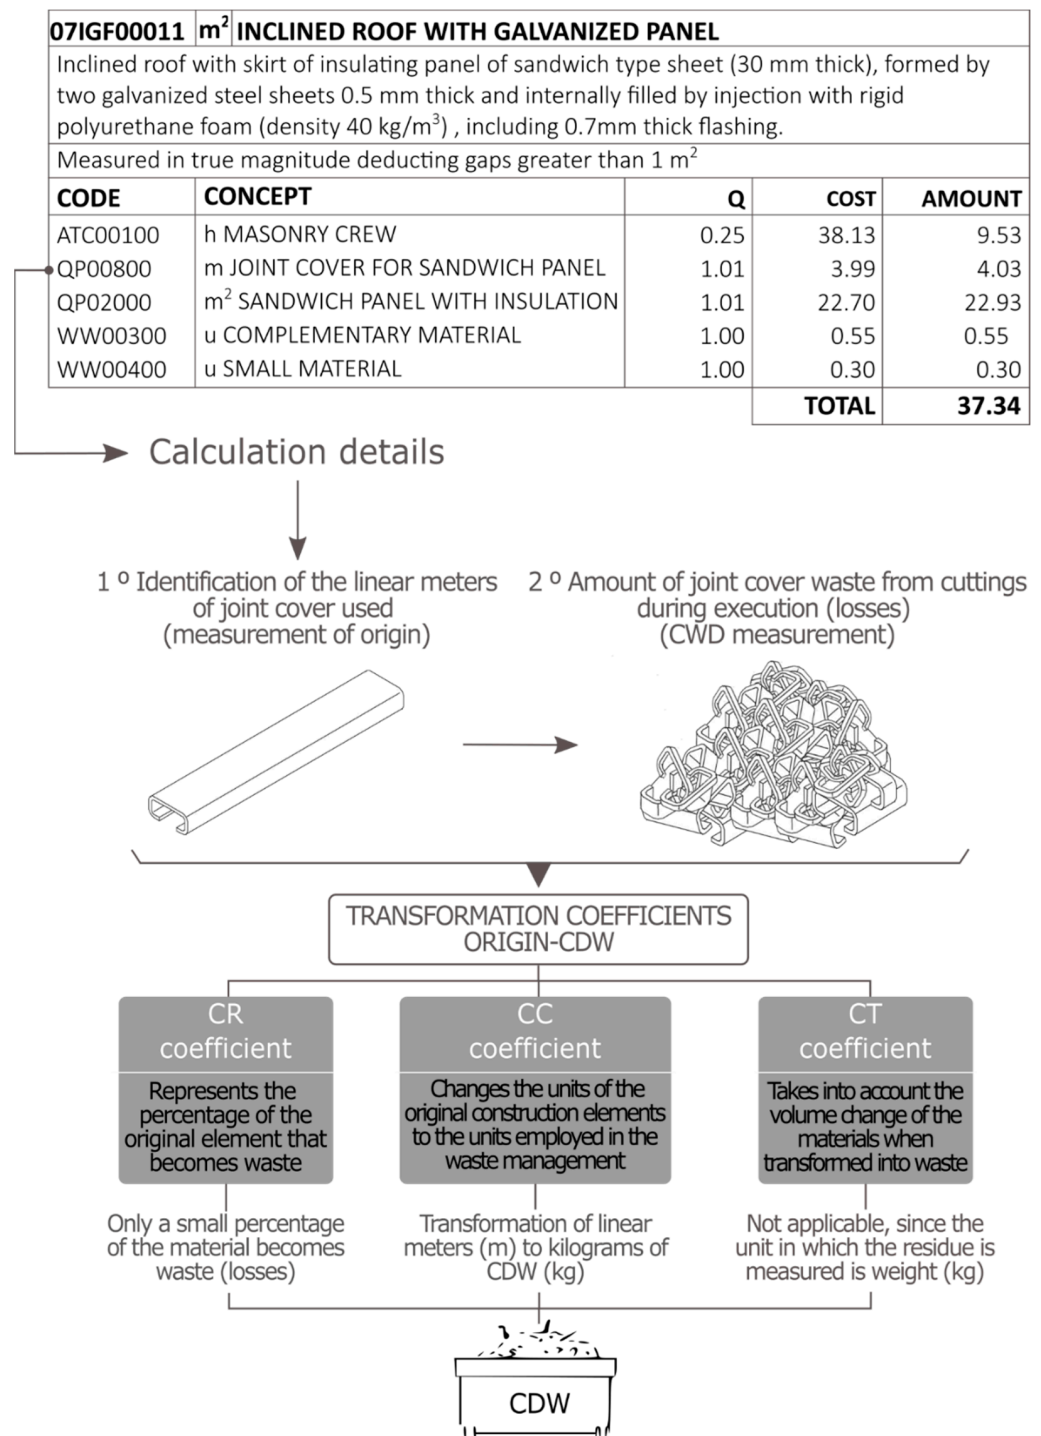 07IGF00011 m² INCLINED ROOF WITH GALVANIZED PANEL
Inclined roof with skirt of insulating panel of sandwich type sheet (30 mm thick), formed by
two galvanized steel sheets 0.5 mm thick and internally filled by injection with rigid
polyurethane foam (density 40 kg/m³) , including 0.7mm thick flashing.
Measured in true magnitude deducting gaps greater than 1 m²
CODE CONCEPT Q COST AMOUNT
ATC00100 h MASONRY CREW 0.25 38.13 9.53
QP00800 m JOINT COVER FOR SANDWICH PANEL 1.01 3.99 4.03
QP02000 m² SANDWICH PANEL WITH INSULATION 1.01 22.70 22.93
WW00300 u COMPLEMENTARY MATERIAL 1.00 0.55 0.55
WW00400 u SMALL MATERIAL 1.00 0.30 0.30
TOTAL 37.34
Calculation details
1 º Identification of the linear meters
of joint cover used
(measurement of origin)
2 º Amount of joint cover waste from cuttings
during execution (losses)
(CWD measurement)
TRANSFORMATION COEFFICIENTS
ORIGIN-CDW
CR
coefficient
Represents the
percentage of the
original element that
becomes waste
Only a small percentage
of the material becomes
waste (losses)
CC
coefficient
Changes the units of the
original construction elements
to the units employed in the
waste management
Transformation of linear
meters (m) to kilograms of
CDW (kg)
CT
coefficient
Takes into account the
volume change of the
materials when
transformed into waste
Not applicable, since the
unit in which the residue is
measured is weight (kg)
CDW